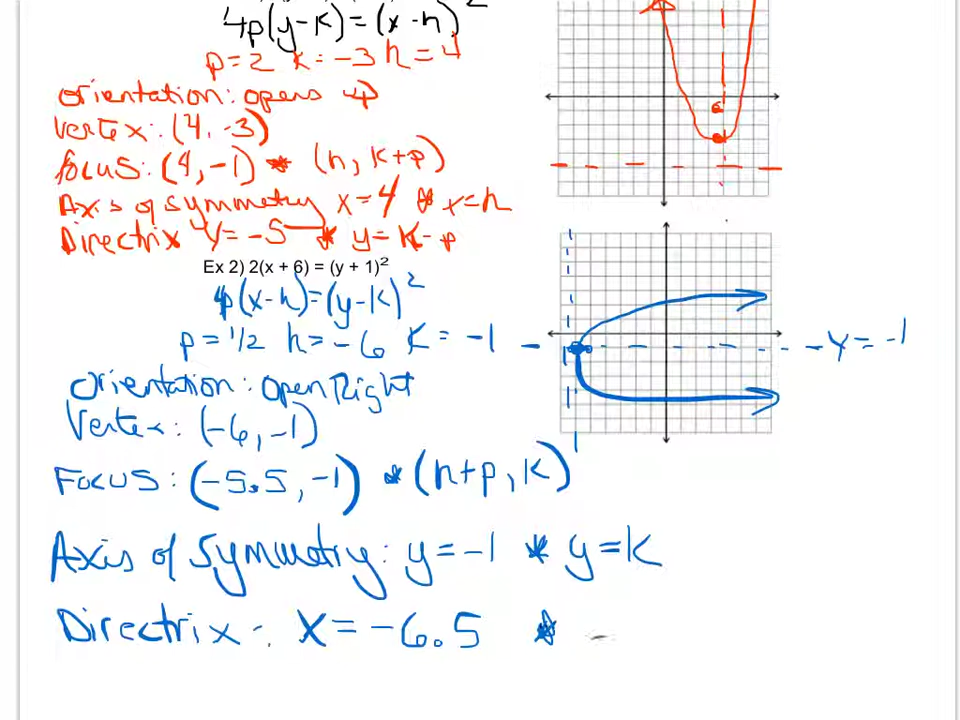 4p(y-k)=(x-h)²
p=2 k=-3 h=4
orientation: opens up
vertex: (4, -3)
focus: (4, -1) * (h, k+p)
Axis of symmetry x=4 * x=h
Directrix y=-5 * y=k-p
Ex 2) 2(x + 6) = (y + 1)²
4p(x-h)=(y-k)²
p=1/2 h=-6 k=-1
y=-1
Orientation: open Right
Vertex: (-6, -1)
Focus: (-5.5, -1) * (h+p, k)
Axis of Symmetry: y=-1 * y=k
Directrix: x=-6.5 *